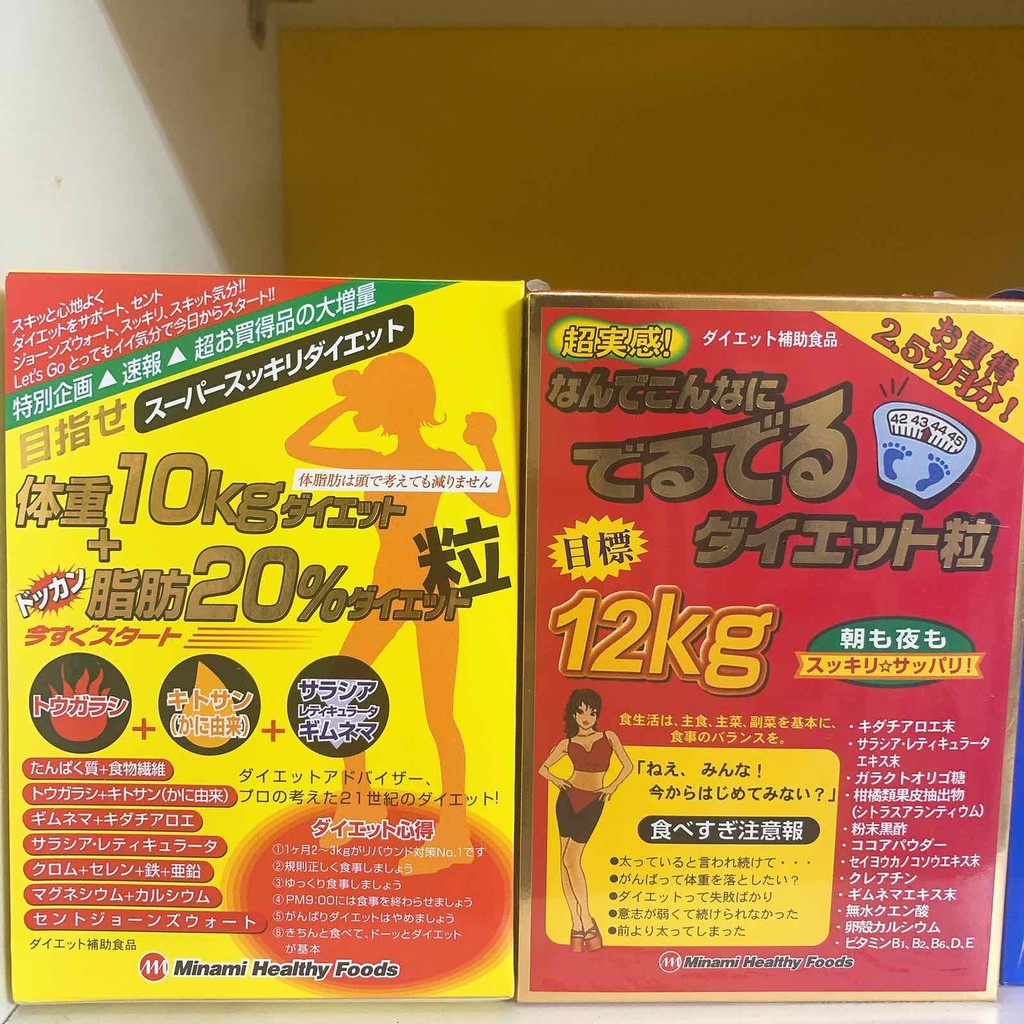 スキッと心地よく
ダイエットをサポート、セント
ジョーンズウォート、スッキリ、スキット気分!!
Let's Go とってもイイ気分で今日からスタート!!
特別企画▲速報▲超お買得品の大増量
目指せ
スーパースッキリダイエット
体脂肪は頭で考えても減りません
体重10kgダイエット
+
ドッカン
脂肪20%ダイエット
粒
今すぐスタート
トウガラシ
+
キトサン
(かに由来)
+
サラシア
レティキュラータ
ギムネマ
たんぱく質+食物繊維
トウガラシ+キトサン(かに由来)
ギムネマ+キダチアロエ
サラシア・レティキュラータ
クロム+セレン+鉄+亜鉛
マグネシウム+カルシウム
セントジョーンズウォート
ダイエット補助食品
ダイエットアドバイザー、
プロの考えた21世紀のダイエット!
ダイエット心得
①1ヶ月2〜3kgがリバウンド対策No.1です
②規則正しく食事しましょう
③ゆっくり食事しましょう
④PM9:00には食事を終わらせましょう
⑤がんばりダイエットはやめましょう
⑥きちんと食べて、ドーッとダイエット
が基本
Minami Healthy Foods
超実感!
ダイエット補助食品
お買得
2.5カ月分!
なんでこんなに
でるでる
ダイエット粒
42 43 44 45
目標
12kg
朝も夜も
スッキリ☆サッパリ!
食生活は、主食、主菜、副菜を基本に、
食事のバランスを。
「ねえ、みんな!
今からはじめてみない?」
食べすぎ注意報
●太っていると言われ続けて・・・
●がんばって体重を落としたい?
●ダイエットって失敗ばかり
●意志が弱くて続けられなかった
●前より太ってしまった
・キダチアロエ末
・サラシア・レティキュラータ
エキス末
・ガラクトオリゴ糖
・柑橘類果皮抽出物
(シトラスアランティウム)
・粉末黒酢
・ココアパウダー
・セイヨウカノコソウエキス末
・クレアチン
・ギムネマエキス末
・無水クエン酸
・卵殻カルシウム
・ビタミンB1、B2、B6、D、E
Minami Healthy Foods